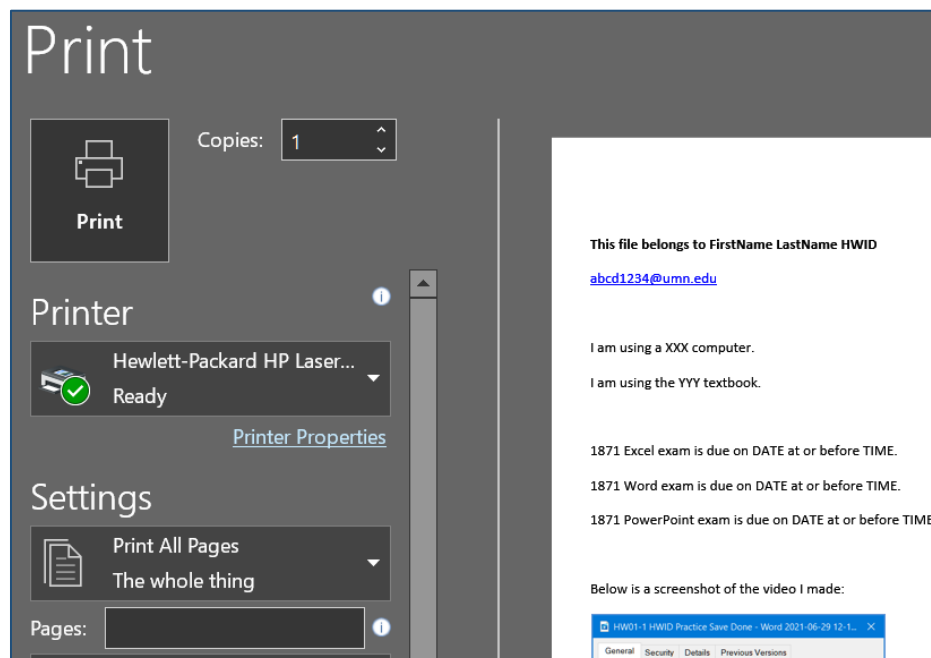 Print
Copies: 1
Print
Printer
Hewlett-Packard HP Laser...
Ready
Printer Properties
Settings
Print All Pages
The whole thing
Pages:
This file belongs to FirstName LastName HWID
abcd1234@umn.edu
I am using a XXX computer.
I am using the YYY textbook.
1871 Excel exam is due on DATE at or before TIME.
1871 Word exam is due on DATE at or before TIME.
1871 PowerPoint exam is due on DATE at or before TIME
Below is a screenshot of the video I made:
HW01-1 HWID Practice Save Done - Word 2021-06-29 12-1...
General Security Details Previous Versions